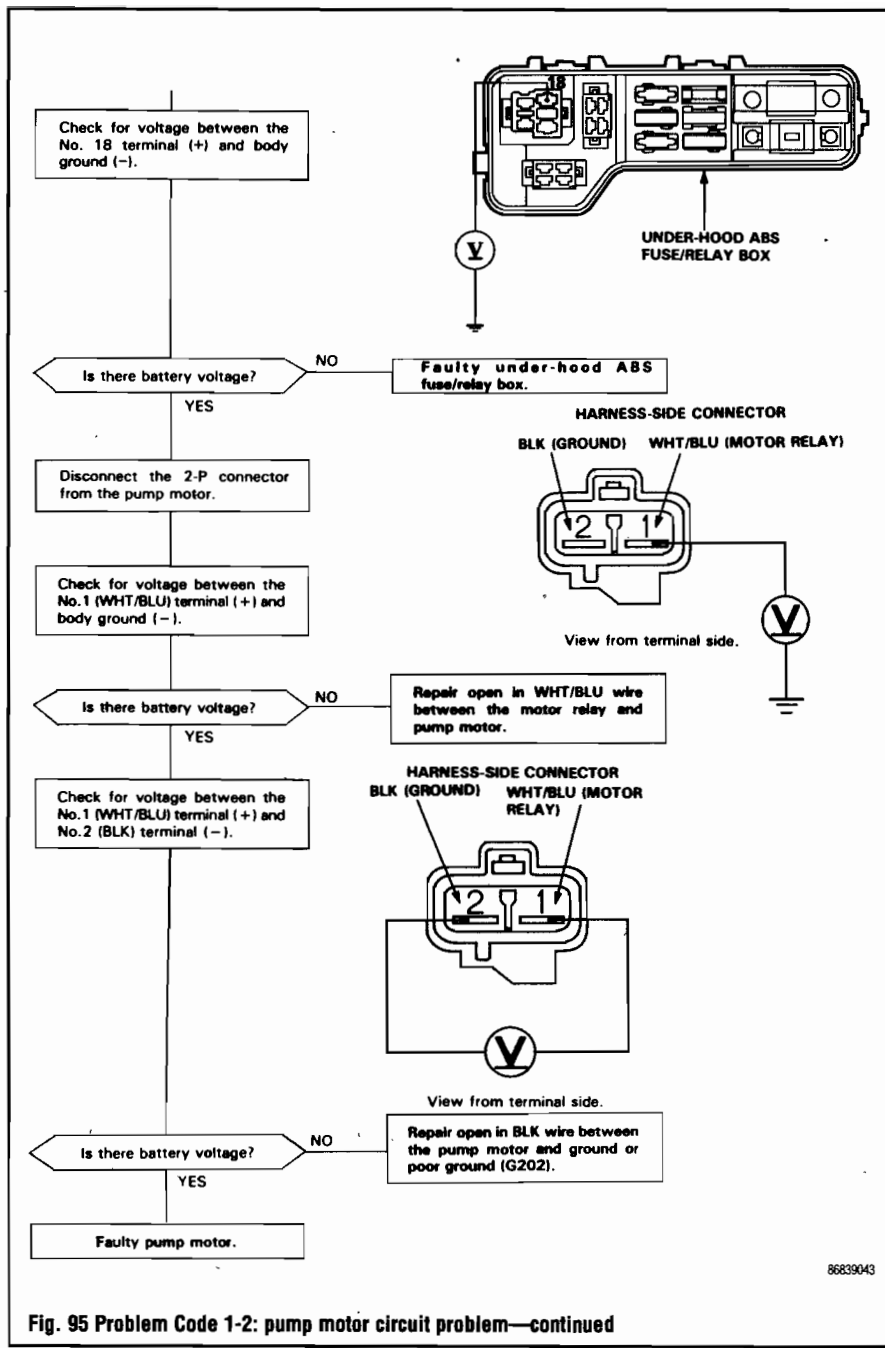 18
Check for voltage between the
No. 18 terminal (+) and body
ground (−).
V
UNDER-HOOD ABS
FUSE/RELAY BOX
Is there battery voltage?
NO
Faulty under-hood ABS
fuse/relay box.
YES
HARNESS-SIDE CONNECTOR
BLK (GROUND) WHT/BLU (MOTOR RELAY)
Disconnect the 2-P connector
from the pump motor.
2 1
Check for voltage between the
No.1 (WHT/BLU) terminal (+) and
body ground (−).
V
View from terminal side.
Is there battery voltage?
NO
Repair open in WHT/BLU wire
between the motor relay and
pump motor.
YES
HARNESS-SIDE CONNECTOR
BLK (GROUND) WHT/BLU (MOTOR
RELAY)
Check for voltage between the
No.1 (WHT/BLU) terminal (+) and
No.2 (BLK) terminal (−).
2 1
V
View from terminal side.
Is there battery voltage?
NO
Repair open in BLK wire between
the pump motor and ground or
poor ground (G202).
YES
Faulty pump motor.
86839043
Fig. 95 Problem Code 1-2: pump motor circuit problem—continued